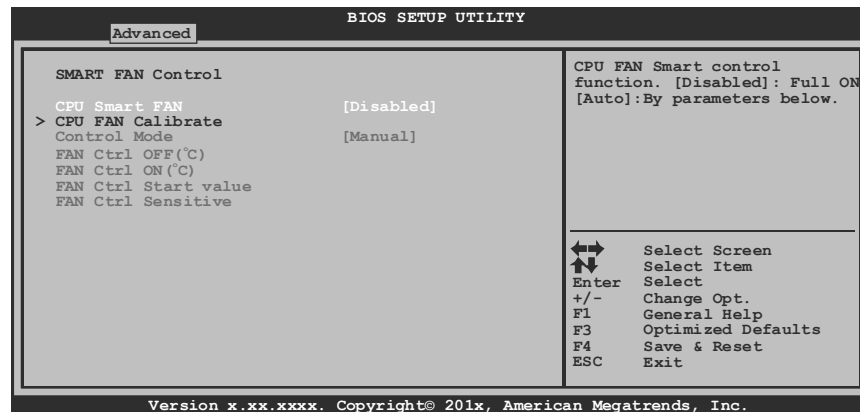 BIOS SETUP UTILITY
Advanced
SMART FAN Control
CPU Smart FAN [Disabled]
> CPU FAN Calibrate
Control Mode [Manual]
FAN Ctrl OFF(℃)
FAN Ctrl ON(℃)
FAN Ctrl Start value
FAN Ctrl Sensitive
CPU FAN Smart control
function. [Disabled]: Full ON
[Auto]:By parameters below.
Select Screen
Select Item
Enter Select
+/- Change Opt.
F1 General Help
F3 Optimized Defaults
F4 Save & Reset
ESC Exit
Version x.xx.xxxx. Copyright© 201x, American Megatrends, Inc.